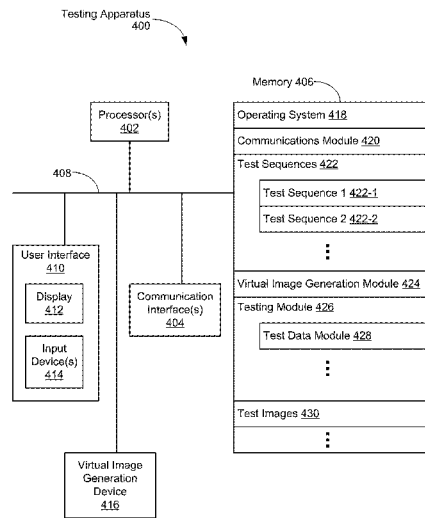 Testing Apparatus
400
Memory 406
Processor(s)
402
408
Operating System 418
Communications Module 420
Test Sequences 422
Test Sequence 1 422-1
Test Sequence 2 422-2
User Interface
410
Display
412
Input
Device(s)
414
Communication
Interface(s)
404
Virtual Image Generation Module 424
Testing Module 426
Test Data Module 428
Test Images 430
Virtual Image
Generation
Device
416